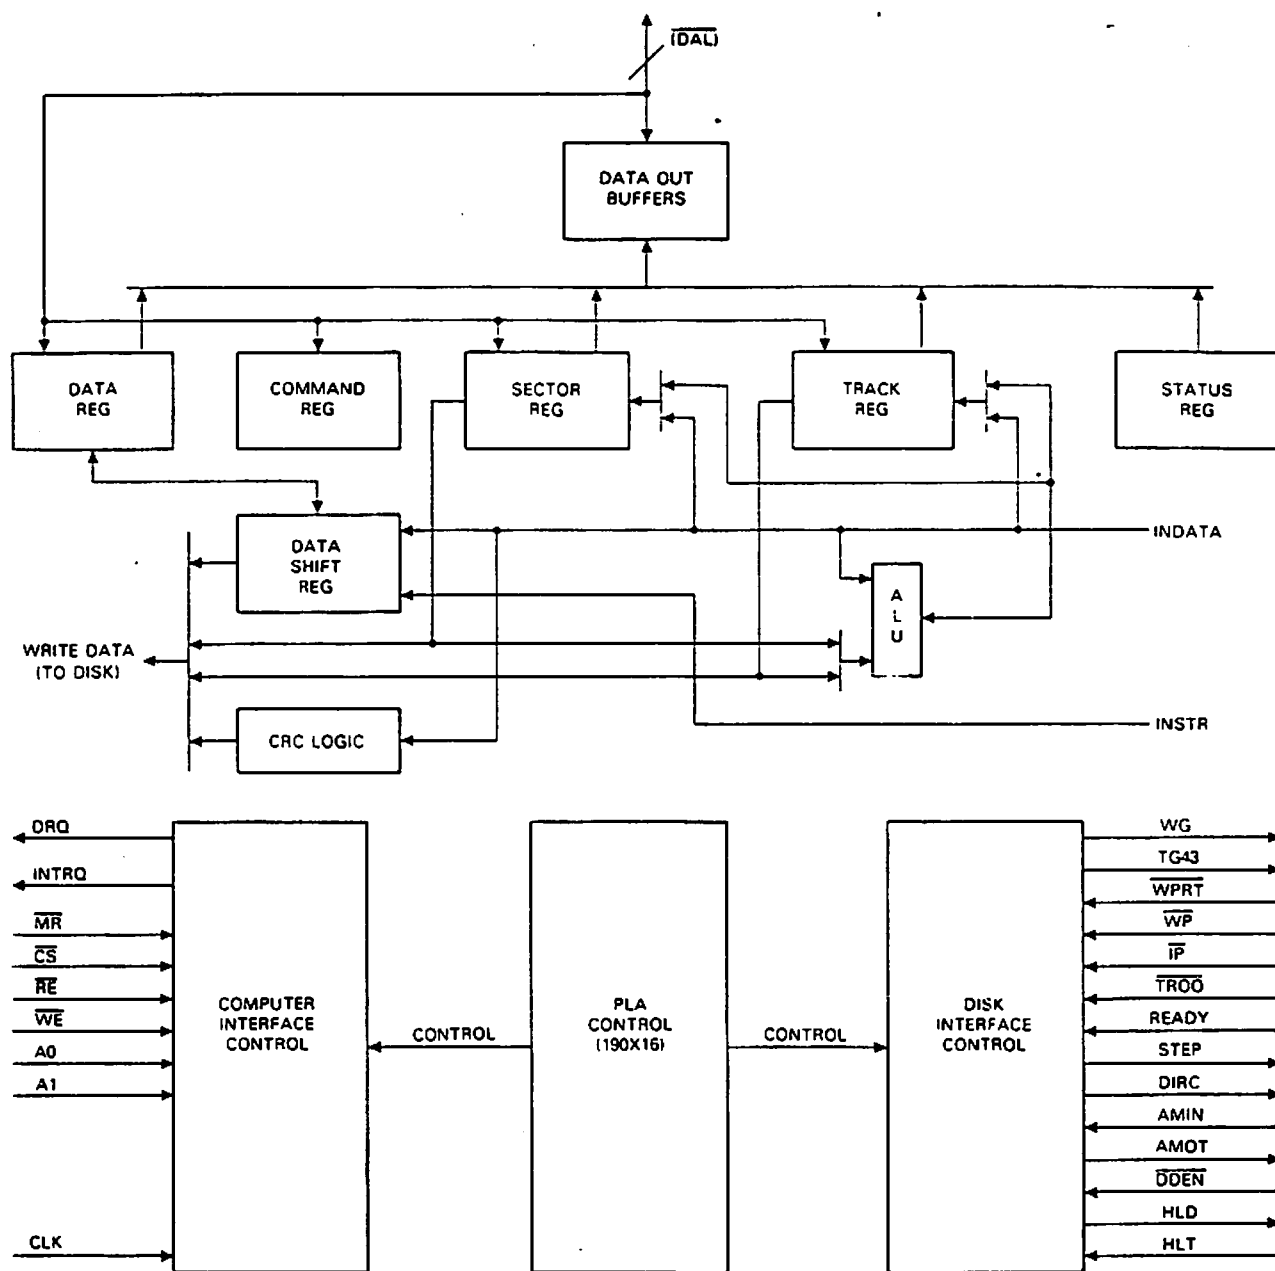 (DAL)
DATA OUT
BUFFERS
DATA
REG
COMMAND
REG
SECTOR
REG
TRACK
REG
STATUS
REG
DATA
SHIFT
REG
INDATA
A
L
U
WRITE DATA
(TO DISK)
CRC LOGIC
INSTR
DRQ
INTRQ
MR
CS
RE
WE
A0
A1
CLK
COMPUTER
INTERFACE
CONTROL
CONTROL
PLA
CONTROL
(190X16)
CONTROL
DISK
INTERFACE
CONTROL
WG
TG43
WPRT
WP
IP
TROO
READY
STEP
DIRC
AMIN
AMOT
DDEN
HLD
HLT